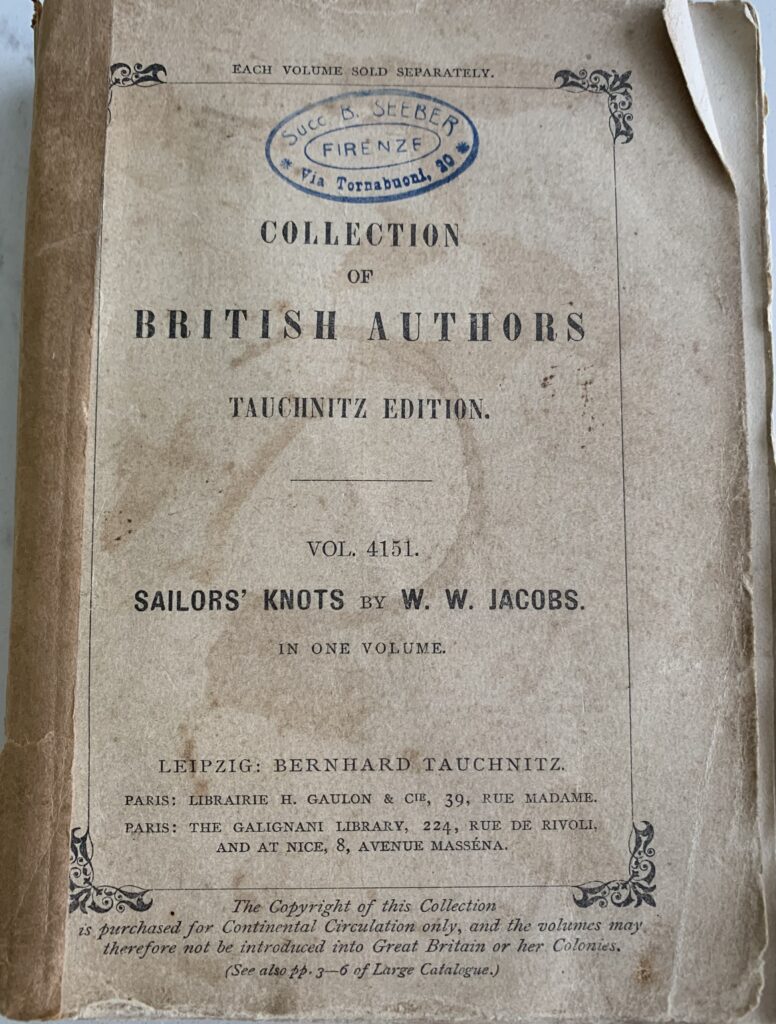 EACH VOLUME SOLD SEPARATELY.
Succ. B. SEEBER
FIRENZE
* Via Tornabuoni, 20 *
COLLECTION
OF
BRITISH AUTHORS
TAUCHNITZ EDITION.
VOL. 4151.
SAILORS' KNOTS BY W. W. JACOBS.
IN ONE VOLUME.
LEIPZIG: BERNHARD TAUCHNITZ.
PARIS: LIBRAIRIE H. GAULON & CIE, 39, RUE MADAME.
PARIS: THE GALIGNANI LIBRARY, 224, RUE DE RIVOLI,
AND AT NICE, 8, AVENUE MASSÉNA.
The Copyright of this Collection
is purchased for Continental Circulation only, and the volumes may
therefore not be introduced into Great Britain or her Colonies.
(See also pp. 3—6 of Large Catalogue.)